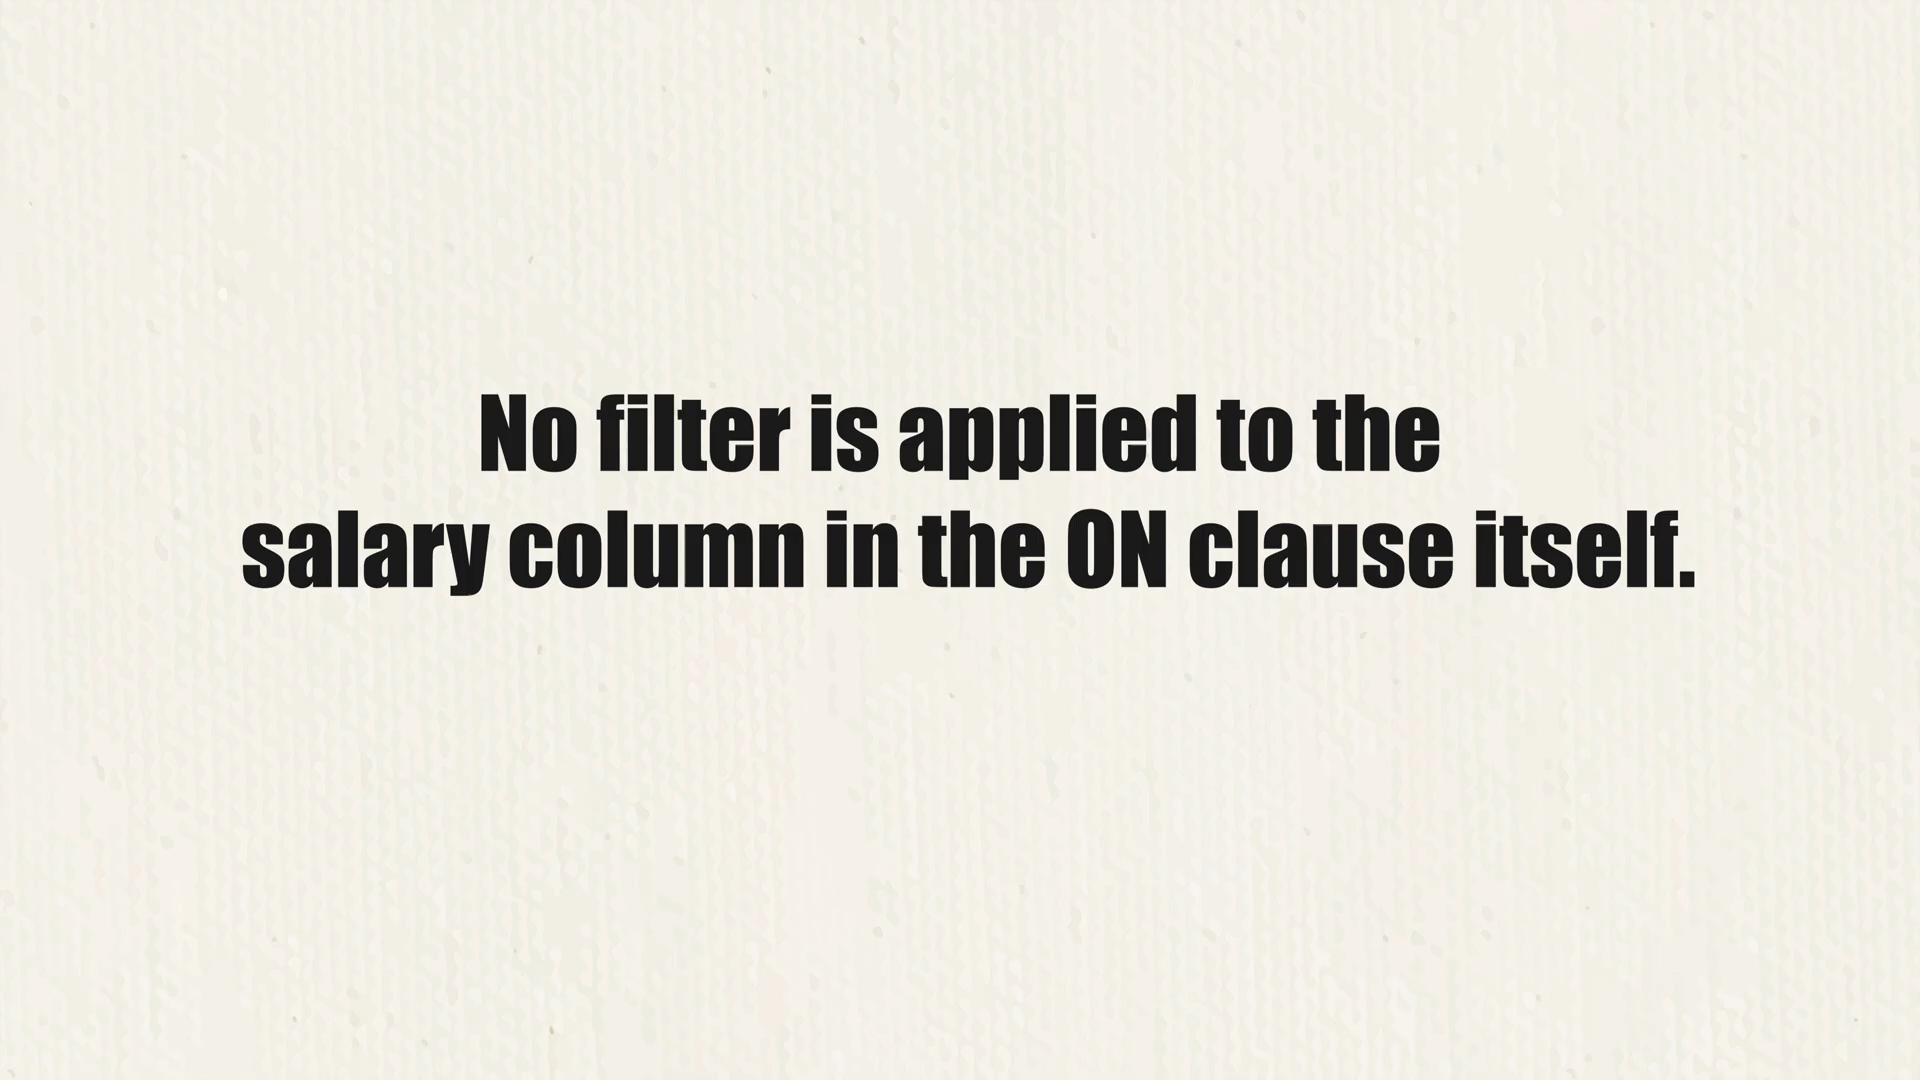 No filter is applied to the
salary column in the ON clause itself.